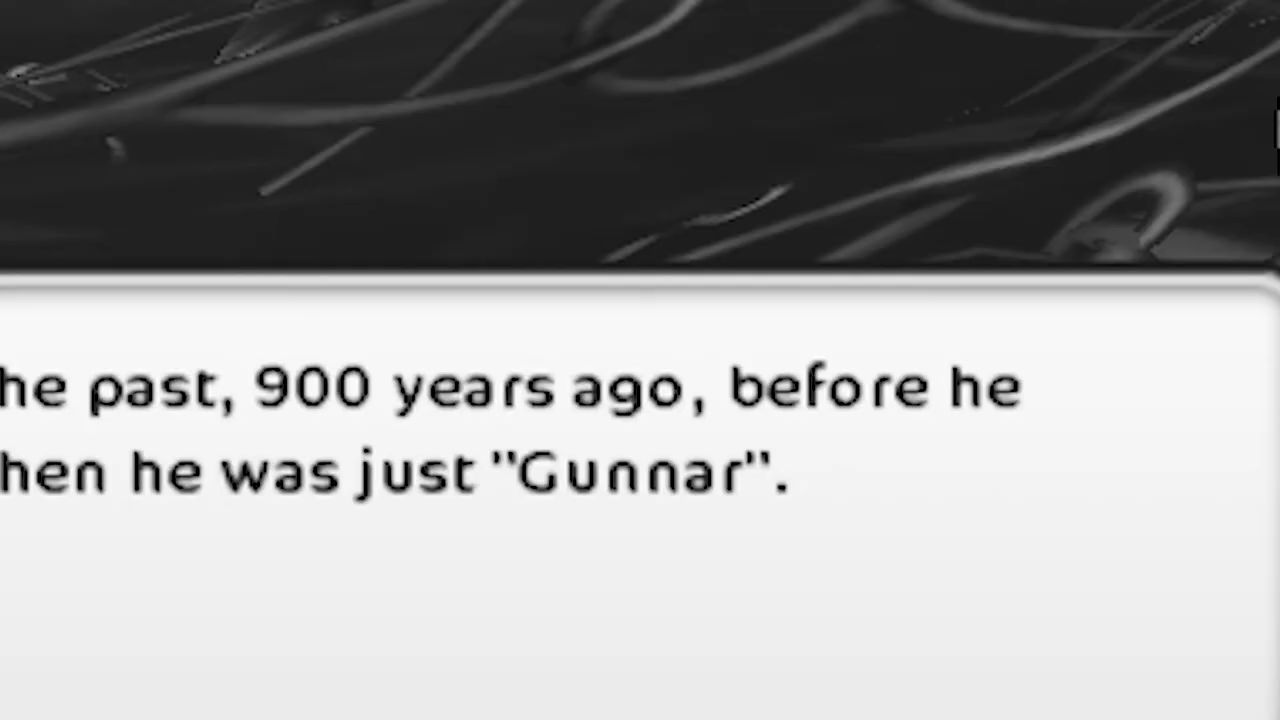 he past, 900 years ago, before he
hen he was just "Gunnar".